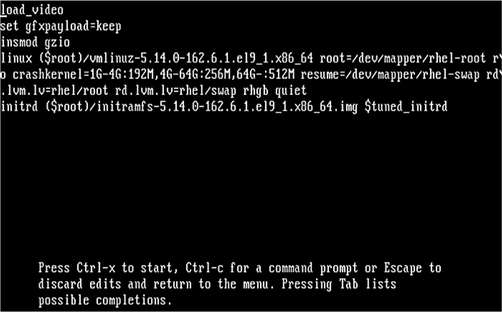 load_video
set gfxpayload=keep
insmod gzio
linux ($root)/vmlinuz-5.14.0-162.6.1.el9_1.x86_64 root=/dev/mapper/rhel-root r\
o crashkernel=1G-4G:192M,4G-64G:256M,64G-:512M resume=/dev/mapper/rhel-swap rd\
.lvm.lv=rhel/root rd.lvm.lv=rhel/swap rhgb quiet
initrd ($root)/initramfs-5.14.0-162.6.1.el9_1.x86_64.img $tuned_initrd
Press Ctrl-x to start, Ctrl-c for a command prompt or Escape to
discard edits and return to the menu. Pressing Tab lists
possible completions.